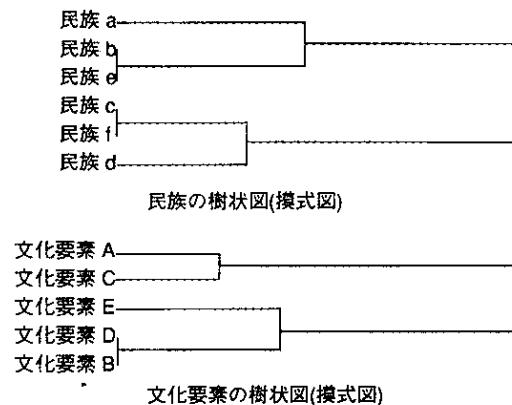 民族 a
民族 b
民族 e
民族 c
民族 f
民族 d
民族の樹状図(摸式図)
文化要素 A
文化要素 C
文化要素 E
文化要素 D
文化要素 B
文化要素の樹状図(摸式図)